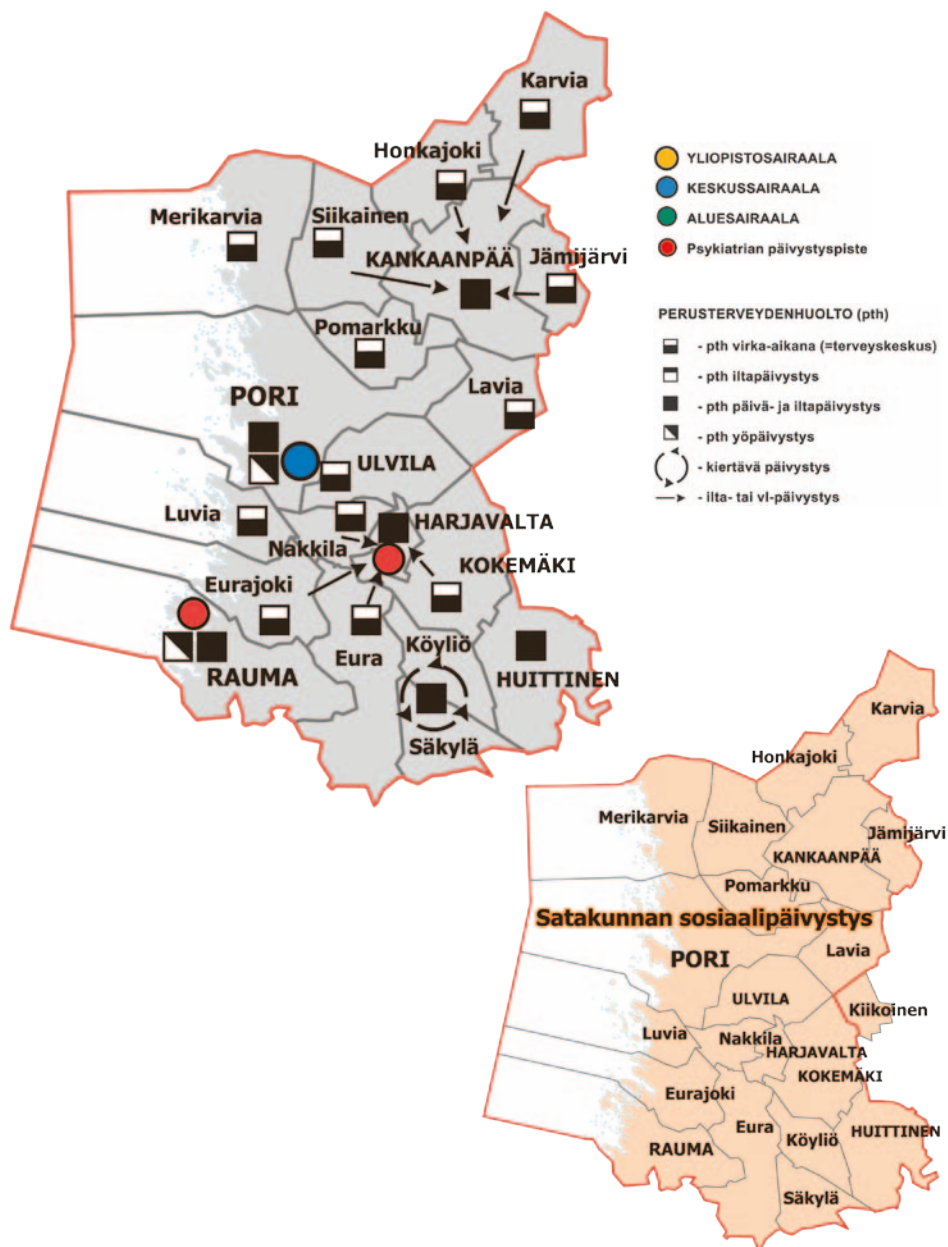 Karvia
Honkajoki
Merikarvia
Siikainen
KANKAANPÄÄ
Jämijärvi
Pomarkku
Lavia
PORI
ULVILA
Luvia
HARJAVALTA
Nakkila
KOKEMÄKI
Eurajoki
Köyliö
Eura
HUITTINEN
RAUMA
Säkylä
YLIOPISTOSAIRAALA
KESKUSSAIRAALA
ALUESAIRAALA
Psykiatrian päivystyspiste
PERUSTERVEYDENHUOLTO (pth)
- pth virka-aikana (=terveyskeskus)
- pth iltapäivystys
- pth päivä- ja iltapäivystys
- pth yöpäivystys
- kiertävä päivystys
- ilta- tai vl-päivystys
Karvia
Honkajoki
Merikarvia
Siikainen
Jämijärvi
KANKAANPÄÄ
Pomarkku
Satakunnan sosiaalipäivystys
Lavia
PORI
ULVILA
Kiikoinen
Luvia
Nakkila
HARJAVALTA
KOKEMÄKI
Eurajoki
Eura
Köyliö
HUITTINEN
RAUMA
Säkylä